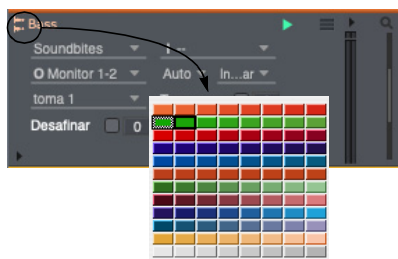 Bass
Soundbites --
O Monitor 1-2 Auto In...ar
toma 1
Desafinar 0